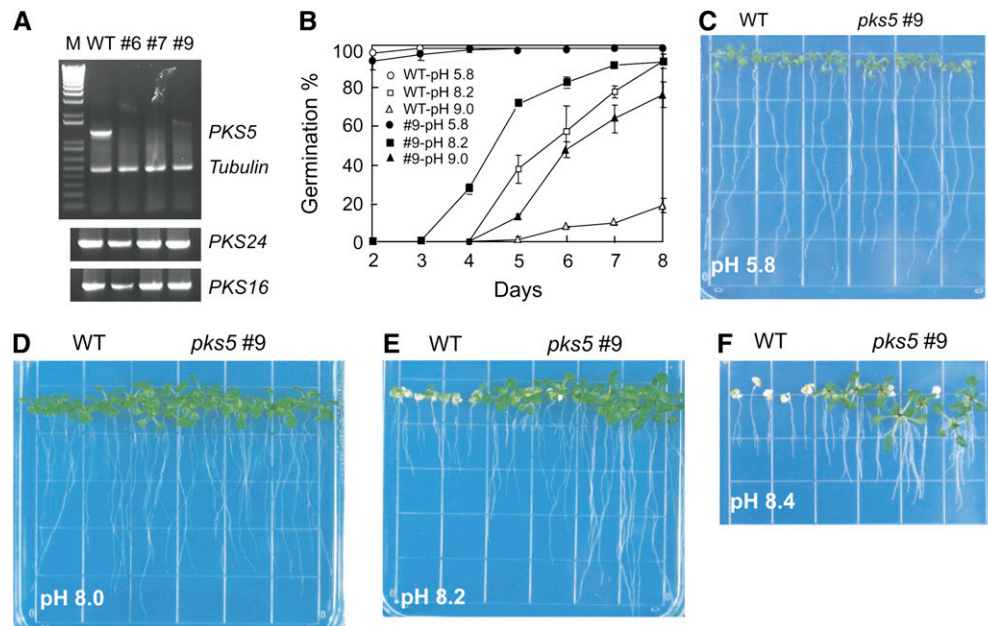 A
M WT #6 #7 #9
PKS5
Tubulin
PKS24
PKS16
B
Germination %
100
80
60
40
20
0
WT-pH 5.8
WT-pH 8.2
WT-pH 9.0
#9-pH 5.8
#9-pH 8.2
#9-pH 9.0
2 3 4 5 6 7 8
Days
C
WT pks5 #9
pH 5.8
D
WT pks5 #9
pH 8.0
E
WT pks5 #9
pH 8.2
F
WT pks5 #9
pH 8.4